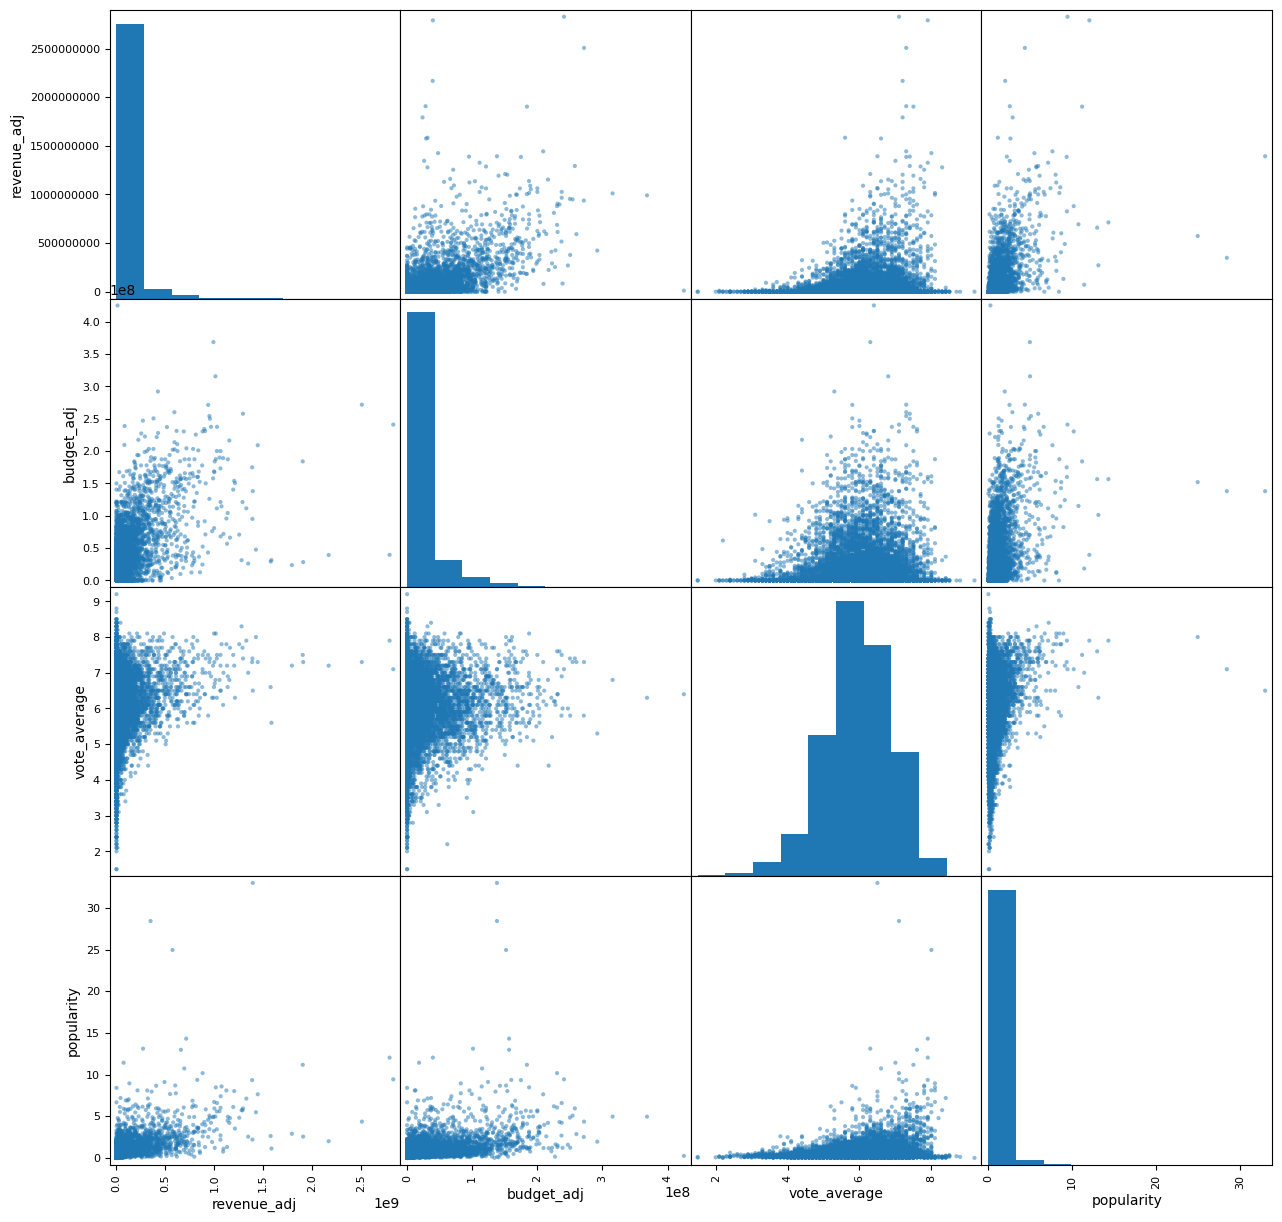 2500000000
2000000000
1500000000
1000000000
500000000
0
revenue_adj
1e8
4.0
3.5
3.0
2.5
2.0
1.5
1.0
0.5
0.0
budget_adj
9
8
7
6
5
4
3
2
vote_average
30
25
20
15
10
5
0
popularity
0.0 0.5 1.0 1.5 2.0 2.5
1e9
revenue_adj
0 1 2 3 4
1e8
budget_adj
2 4 6 8
vote_average
0 10 20 30
popularity